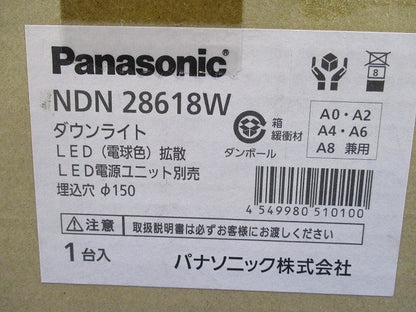 Panasonic
8
NDN 28618W
ダウンライト
LED(電球色)拡散
LED電源ユニット別売
埋込穴 φ150
箱
緩衝材
ダンボール
A0・A2
A4・A6
A8 兼用
4 549980 510100
注意 取扱説明書は必ずお客様にお渡しください
1台入
パナソニック株式会社